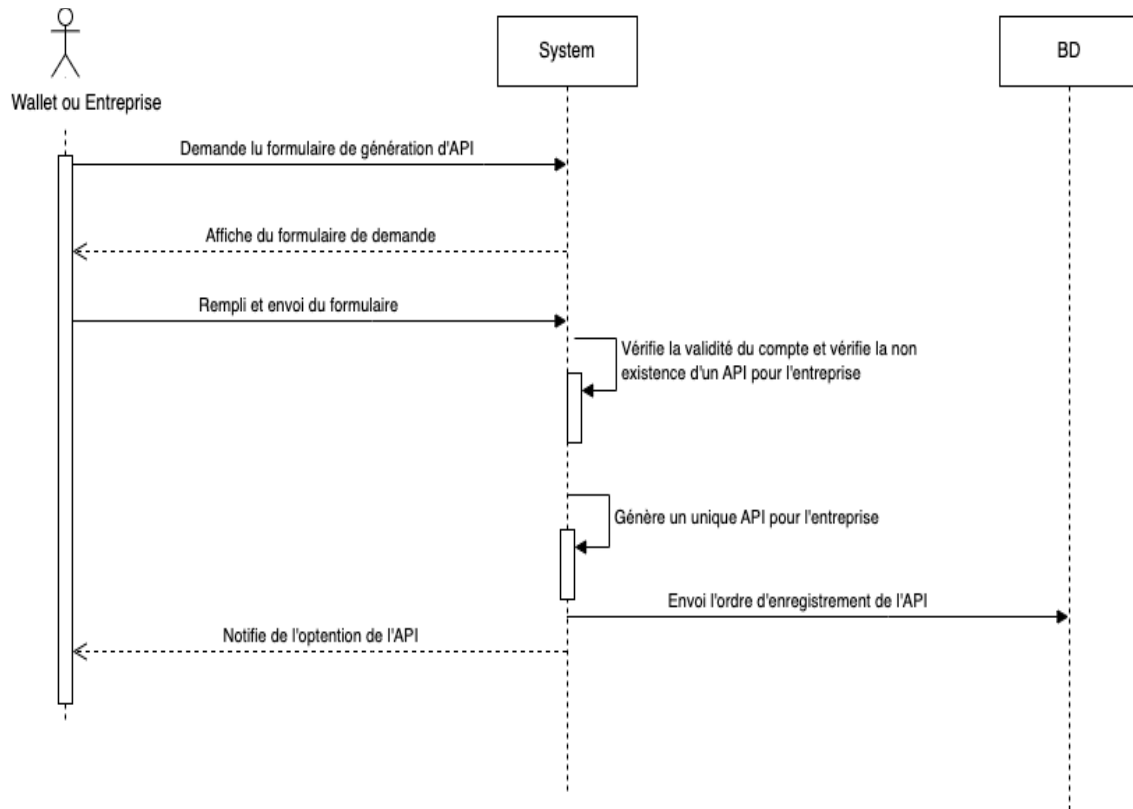 System
BD
Wallet ou Entreprise
Demande lu formulaire de génération d'API
Affiche du formulaire de demande
Rempli et envoi du formulaire
Vérifie la validité du compte et vérifie la non
existence d'un API pour l'entreprise
Génère un unique API pour l'entreprise
Envoi l'ordre d'enregistrement de l'API
Notifie de l'optention de l'API